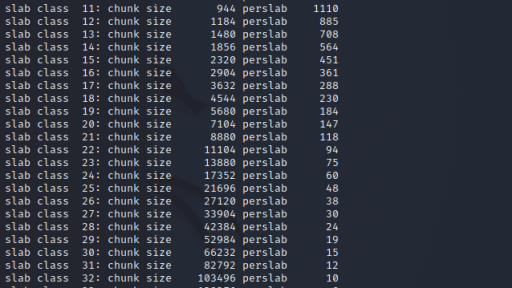 slab class  11: chunk size       944 perslab    1110
slab class  12: chunk size      1184 perslab     885
slab class  13: chunk size      1480 perslab     708
slab class  14: chunk size      1856 perslab     564
slab class  15: chunk size      2320 perslab     451
slab class  16: chunk size      2904 perslab     361
slab class  17: chunk size      3632 perslab     288
slab class  18: chunk size      4544 perslab     230
slab class  19: chunk size      5680 perslab     184
slab class  20: chunk size      7104 perslab     147
slab class  21: chunk size      8880 perslab     118
slab class  22: chunk size     11104 perslab      94
slab class  23: chunk size     13880 perslab      75
slab class  24: chunk size     17352 perslab      60
slab class  25: chunk size     21696 perslab      48
slab class  26: chunk size     27120 perslab      38
slab class  27: chunk size     33904 perslab      30
slab class  28: chunk size     42384 perslab      24
slab class  29: chunk size     52984 perslab      19
slab class  30: chunk size     66232 perslab      15
slab class  31: chunk size     82792 perslab      12
slab class  32: chunk size    103496 perslab      10